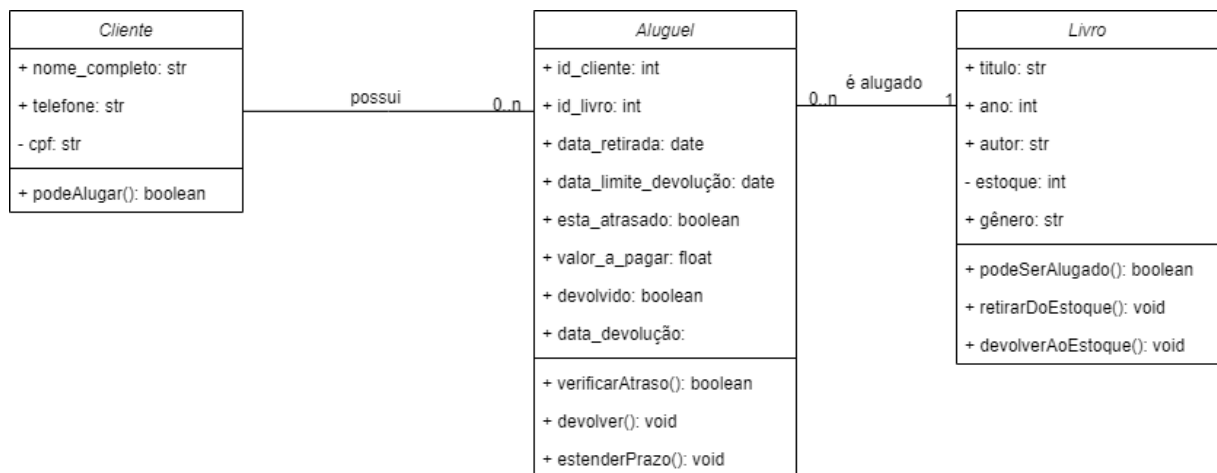 Cliente
+ nome_completo: str
+ telefone: str
- cpf: str
+ podeAlugar(): boolean
possui
0..n
Aluguel
+ id_cliente: int
+ id_livro: int
+ data_retirada: date
+ data_limite_devolução: date
+ esta_atrasado: boolean
+ valor_a_pagar: float
+ devolvido: boolean
+ data_devolução:
+ verificarAtraso(): boolean
+ devolver(): void
+ estenderPrazo(): void
é alugado
0..n
1
Livro
+ titulo: str
+ ano: int
+ autor: str
- estoque: int
+ gênero: str
+ podeSerAlugado(): boolean
+ retirarDoEstoque(): void
+ devolverAoEstoque(): void